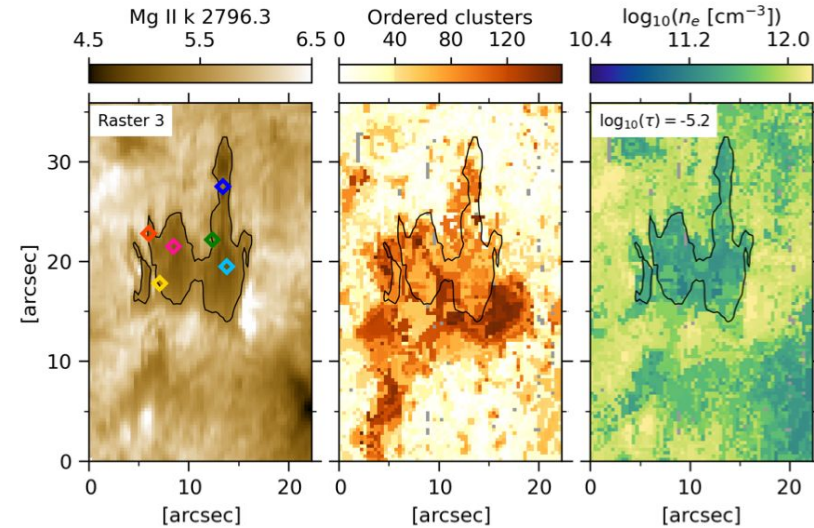 Mg II k 2796.3
Ordered clusters
log₁₀(nₑ [cm⁻³])
4.5 5.5 6.5
0 40 80 120
10.4 11.2 12.0
Raster 3
log₁₀(τ) = -5.2
30
20
10
0
[arcsec]
0 10 20
0 10 20
0 10 20
[arcsec]
[arcsec]
[arcsec]